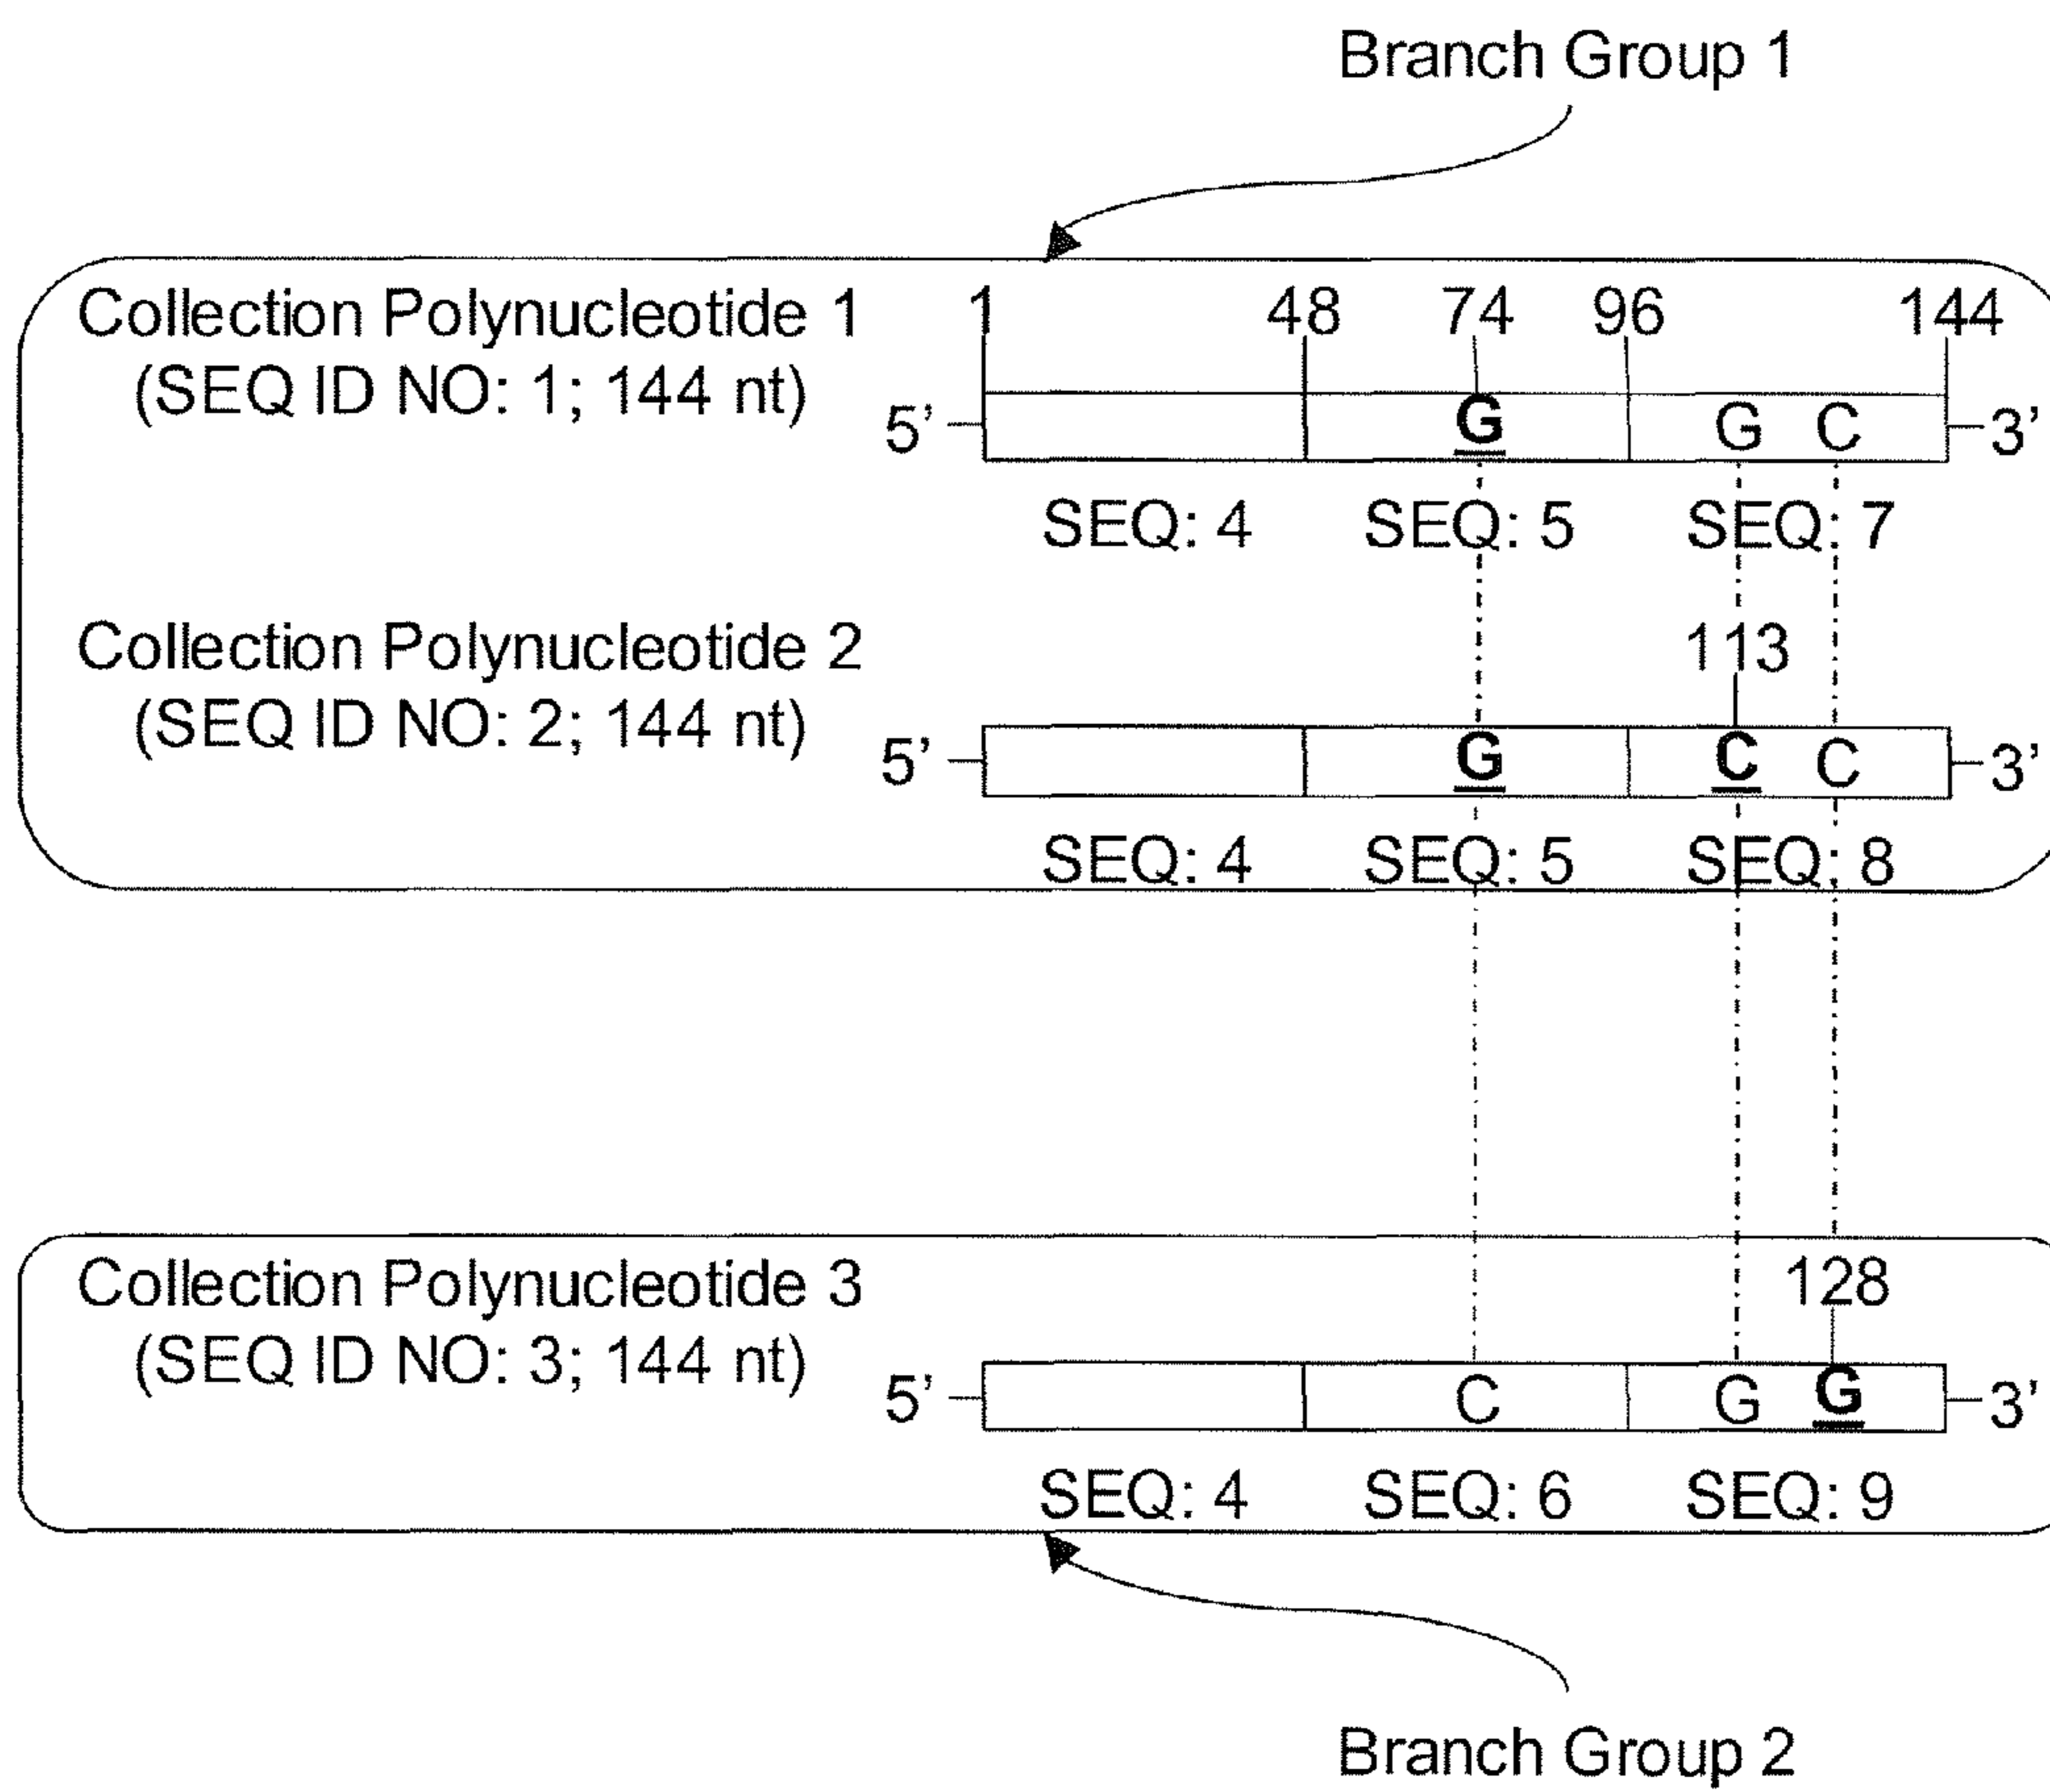 Branch Group 1
Collection Polynucleotide 1
(SEQ ID NO: 1; 144 nt)
1 48 74 96 144
5’ G G C 3’
SEQ: 4 SEQ: 5 SEQ: 7
Collection Polynucleotide 2
(SEQ ID NO: 2; 144 nt)
113
5’ G C C 3’
SEQ: 4 SEQ: 5 SEQ: 8
Collection Polynucleotide 3
(SEQ ID NO: 3; 144 nt)
128
5’ C G G 3’
SEQ: 4 SEQ: 6 SEQ: 9
Branch Group 2